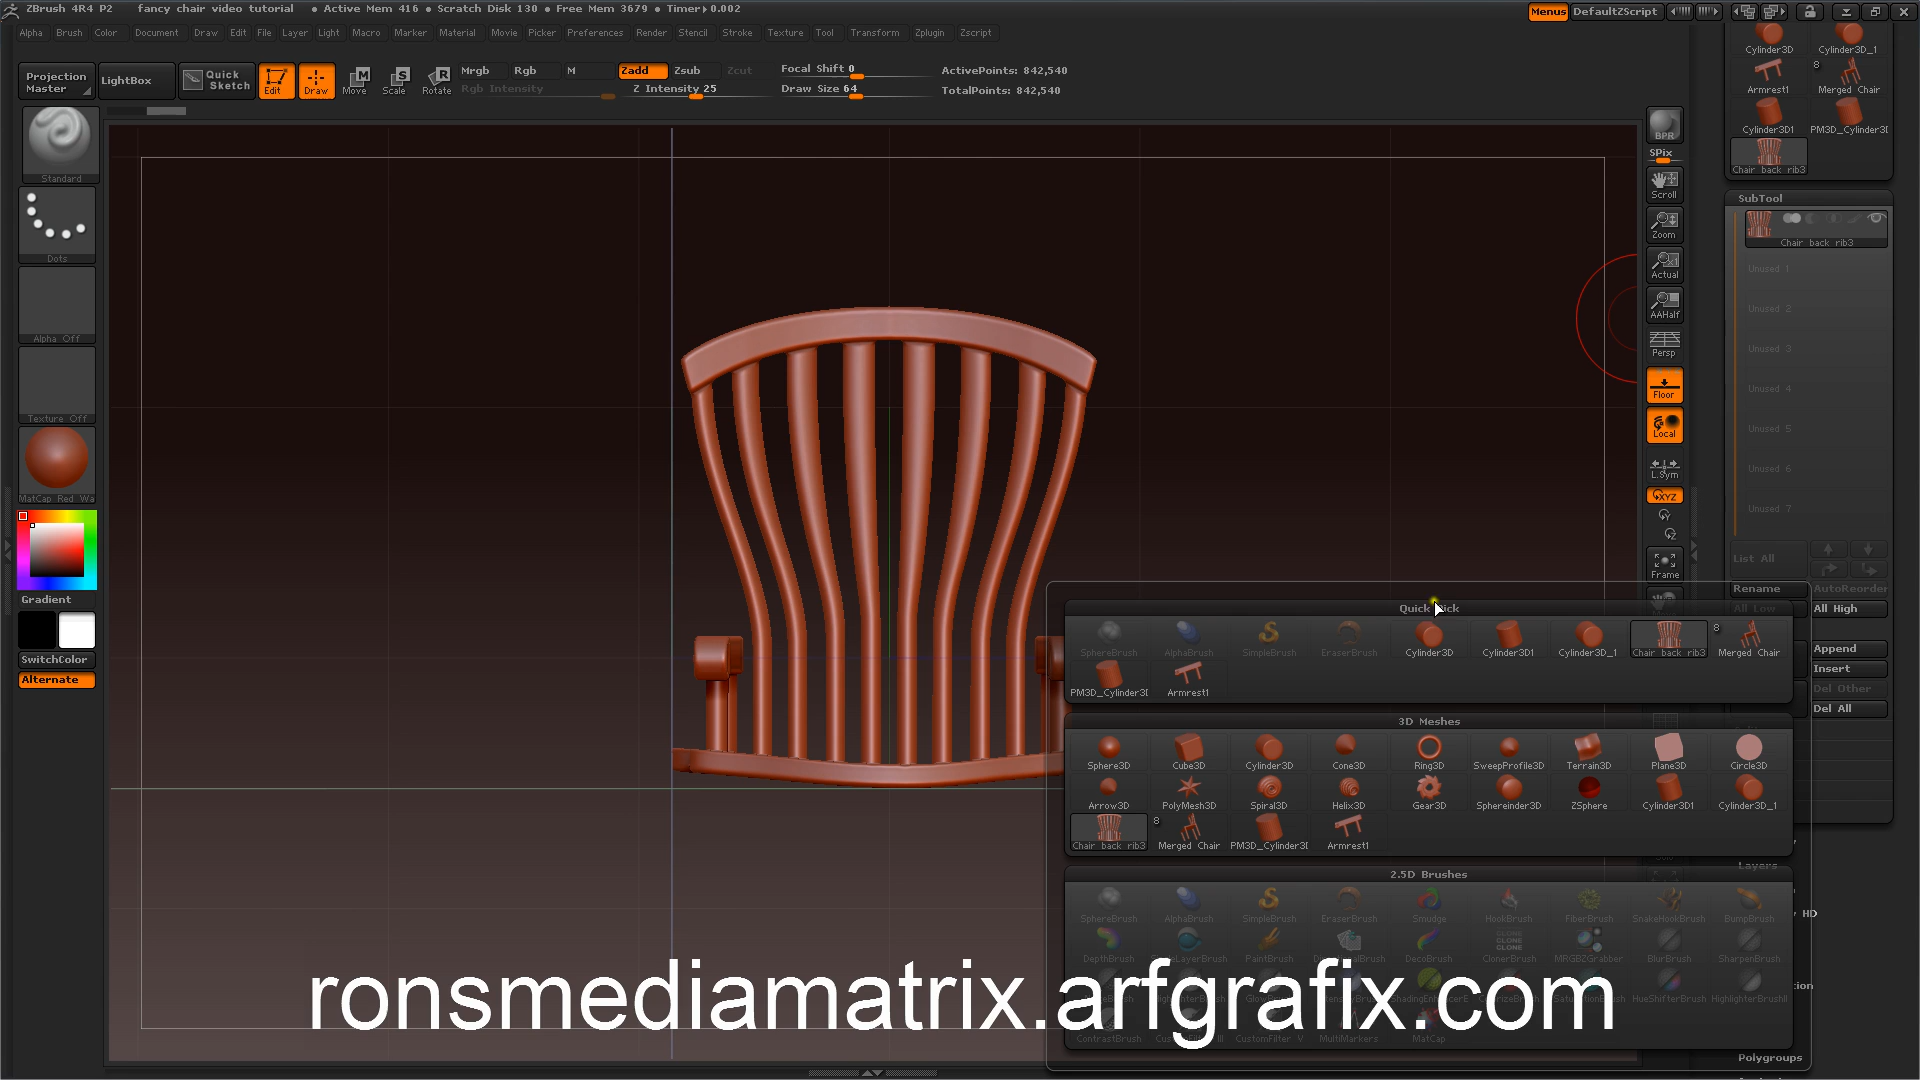 ZBrush 4R4 P2 fancy chair video tutorial • Active Mem 416 • Scratch Disk 130 • Free Mem 3679 • Timer▸0.002 Menus DefaultZScript
Alpha Brush Color Document Draw Edit File Layer Light Macro Marker Material Movie Picker Preferences Render Stencil Stroke Texture Tool Transform Zplugin Zscript
Projection Master LightBox Quick Sketch Edit Draw Move Scale Rotate
Mrgb Rgb M Zadd Zsub Zcut Focal Shift 0 ActivePoints: 842,540
Rgb Intensity Z Intensity 25 Draw Size 64 TotalPoints: 842,540
Standard
Dots
Alpha Off
Texture Off
MatCap Red Wa
Gradient
SwitchColor
Alternate
BPR
SPix
Scroll
Zoom
Actual
AAHalf
Persp
Floor
Local
L.Sym
XYZ
Frame
Cylinder3D Cylinder3D_1
8
Armrest1 Merged Chair
Cylinder3D1 PM3D_Cylinder3D
Chair back rib3
SubTool
Chair back rib3
Unused 1
Unused 2
Unused 3
Unused 4
Unused 5
Unused 6
Unused 7
List All
Rename AutoReorder
All Low All High
Append
Insert
Del Other
Del All
Layers
HD
Polygroups
SphereBrush AlphaBrush SimpleBrush EraserBrush Cylinder3D Cylinder3D1 Cylinder3D_1 Chair back rib3 8 Merged Chair
PM3D_Cylinder3D Armrest1
3D Meshes
Sphere3D Cube3D Cylinder3D Cone3D Ring3D SweepProfile3D Terrain3D Plane3D Circle3D
Arrow3D PolyMesh3D Spiral3D Helix3D Gear3D Sphereinder3D ZSphere Cylinder3D1 Cylinder3D_1
Chair back rib3 8 Merged Chair PM3D_Cylinder3D Armrest1
2.5D Brushes
SphereBrush AlphaBrush SimpleBrush EraserBrush Smudge HookBrush FiberBrush SnakeHookBrush BumpBrush
DepthBrush PaintBrush DecoBrush ClonerBrush MRGBZGrabber BlurBrush SharpenBrush
HueShifterBrush HighlighterBrushII
ContrastBrush MultiMarkers MatCap
ronsmediamatrix.arfgrafix.com